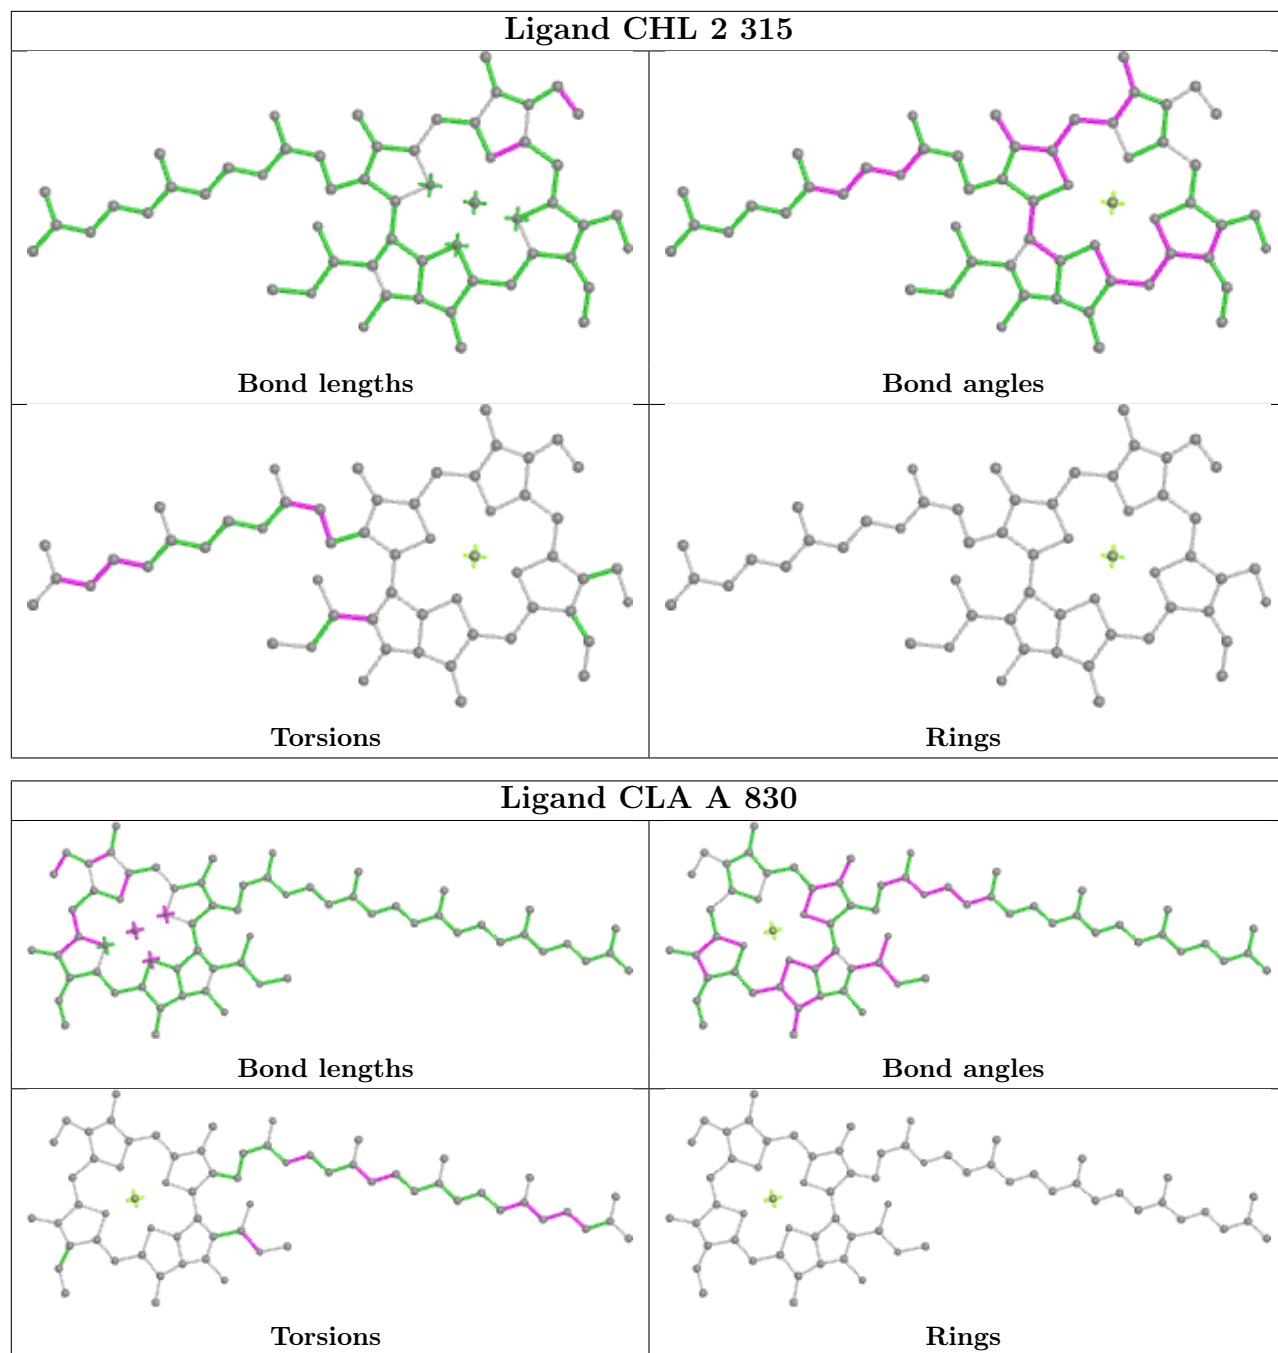 Ligand CHL 2 315
Bond lengths
Bond angles
Torsions
Rings
Ligand CLA A 830
Bond lengths
Bond angles
Torsions
Rings